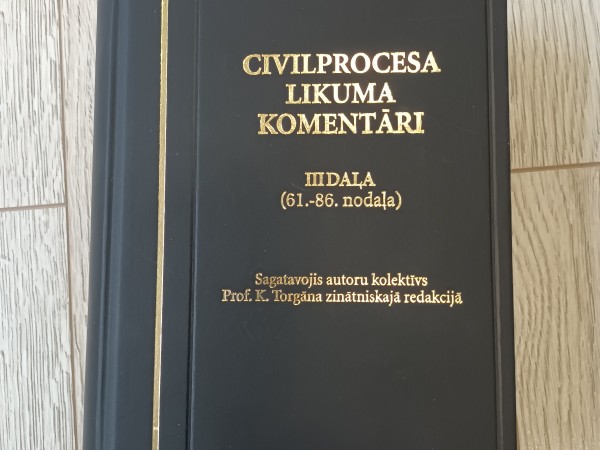 CIVILPROCESA
LIKUMA
KOMENTĀRI
III DAĻA
(61.-86. nodaļa)
Sagatavojis autoru kolektīvs
Prof. K. Torgāna zinātniskajā redakcijā